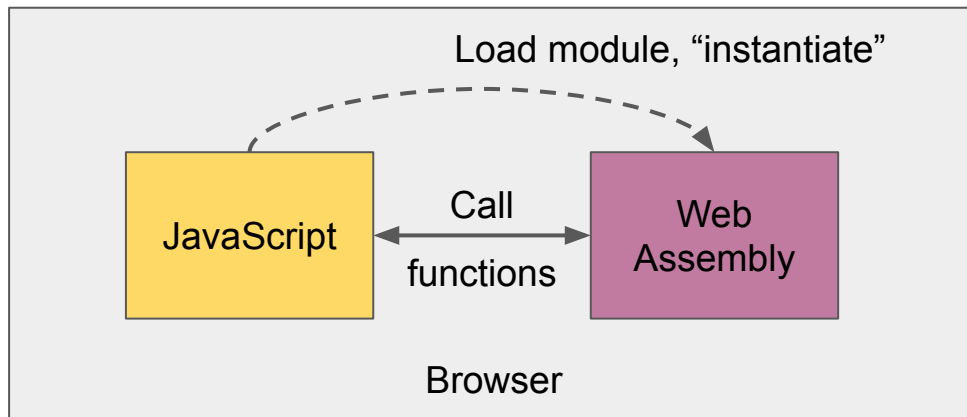 Load module, “instantiate”
JavaScript
Call
functions
Web
Assembly
Browser